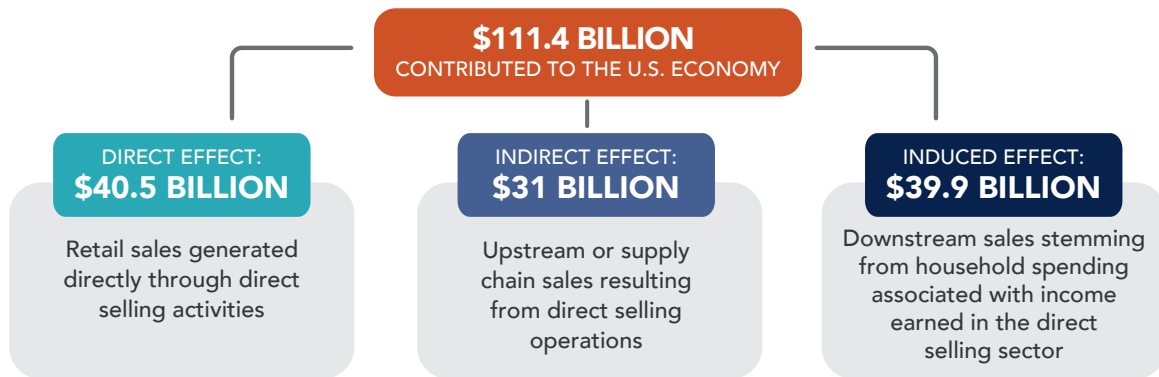 $111.4 BILLION
CONTRIBUTED TO THE U.S. ECONOMY
DIRECT EFFECT:
$40.5 BILLION
Retail sales generated
directly through direct
selling activities
INDIRECT EFFECT:
$31 BILLION
Upstream or supply
chain sales resulting
from direct selling
operations
INDUCED EFFECT:
$39.9 BILLION
Downstream sales stemming
from household spending
associated with income
earned in the direct
selling sector